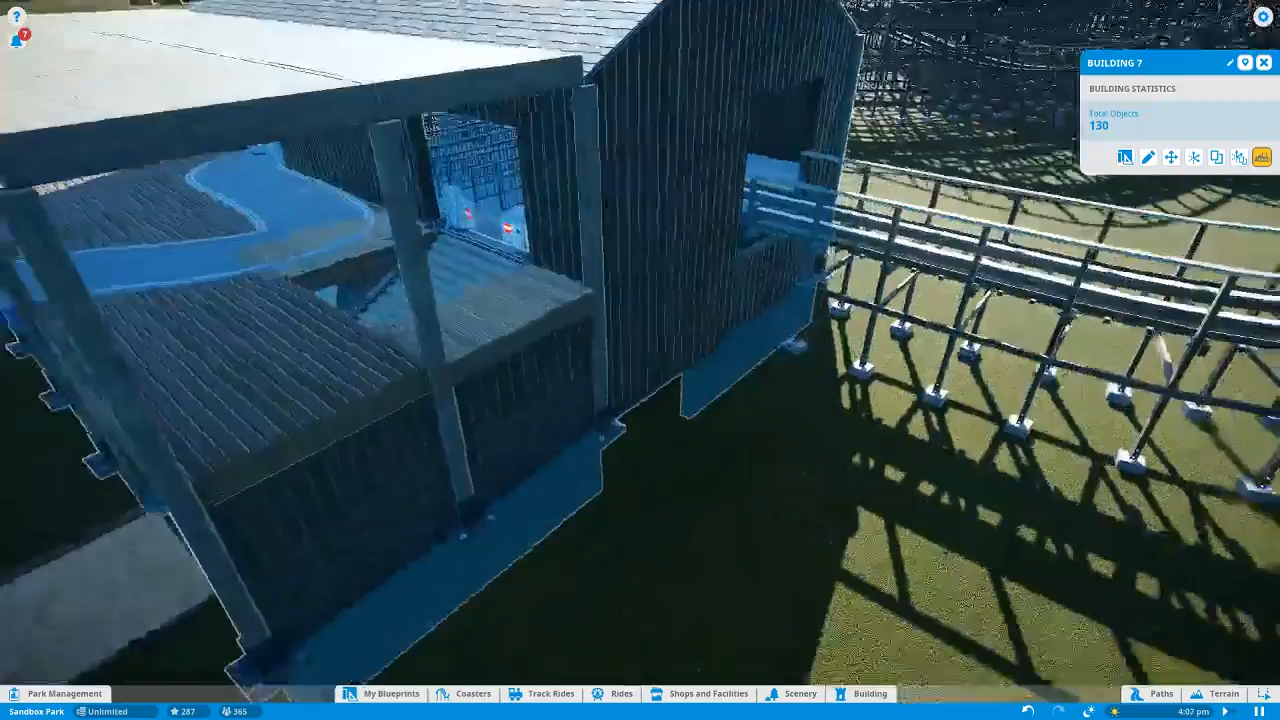 ?
7
BUILDING 7
BUILDING STATISTICS
Total Objects
130
Park Management
My Blueprints
Coasters
Track Rides
Rides
Shops and Facilities
Scenery
Building
Paths
Terrain
Sandbox Park
Unlimited
287
365
4:07 pm